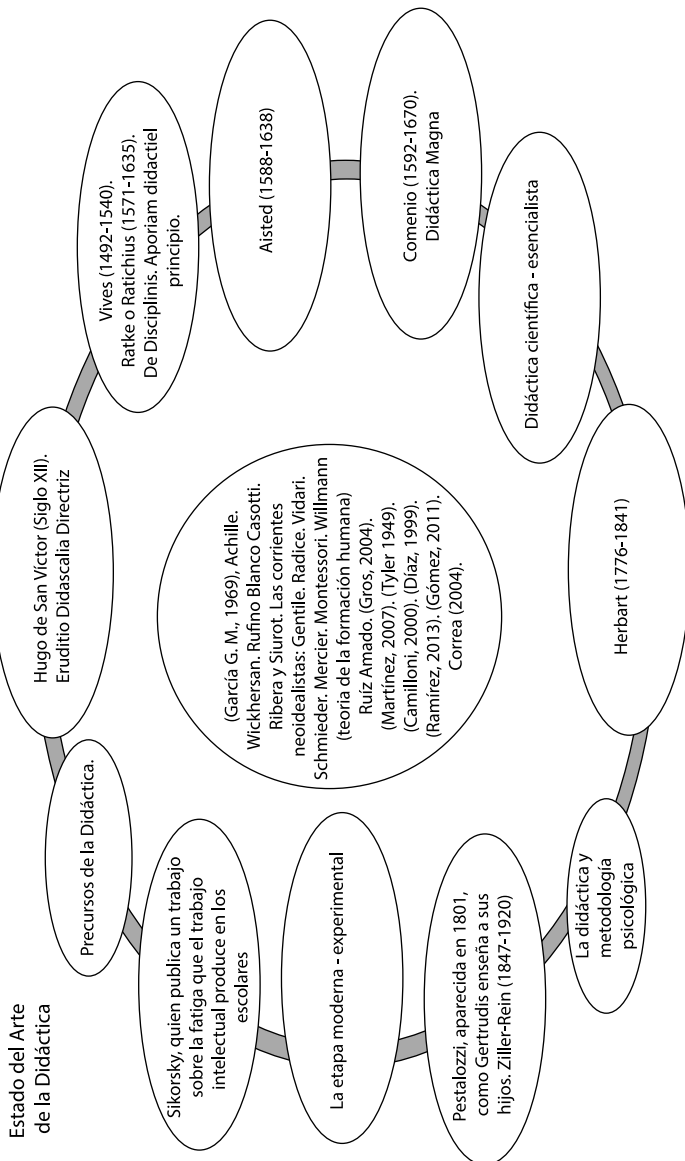 Estado del Arte
de la Didáctica
Precursos de la Didáctica.
Hugo de San Víctor (Siglo XII).
Eruditio Didascalia Directriz
Vives (1492-1540).
Ratke o Ratichius (1571-1635).
De Disciplinis. Aporiam didactiel
principio.
Aisted (1588-1638)
Comenio (1592-1670).
Didáctica Magna
Didáctica científica - esencialista
Herbart (1776-1841)
La didáctica y
metodología
psicológica
Pestalozzi, aparecida en 1801,
como Gertrudis enseña a sus
hijos. Ziller-Rein (1847-1920)
La etapa moderna - experimental
Sikorsky, quien publica un trabajo
sobre la fatiga que el trabajo
intelectual produce en los
escolares
(García G. M., 1969), Achille.
Wickhersan. Rufino Blanco Casotti.
Ribera y Siurot. Las corrientes
neoidealistas: Gentile. Radice. Vidari.
Schmieder. Mercier. Montessori. Willmann
(teoria de la formación humana)
Ruíz Amado. (Gros, 2004).
(Martínez, 2007). (Tyler 1949).
(Camilloni, 2000). (Díaz, 1999).
(Ramírez, 2013). (Gómez, 2011).
Correa (2004).